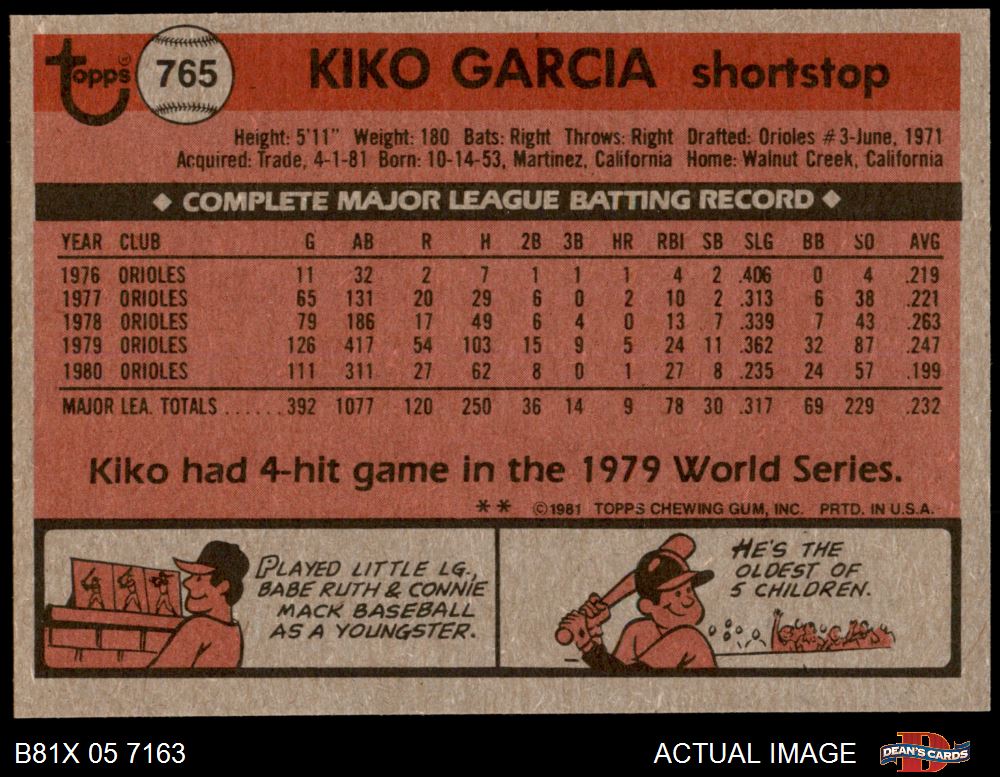 Topps 765 KIKO GARCIA shortstop
Height: 5'11" Weight: 180 Bats: Right Throws: Right Drafted: Orioles #3-June, 1971
Acquired: Trade, 4-1-81 Born: 10-14-53, Martinez, California Home: Walnut Creek, California
◆ COMPLETE MAJOR LEAGUE BATTING RECORD ◆
YEAR CLUB G AB R H 2B 3B HR RBI SB SLG BB SO AVG
1976 ORIOLES 11 32 2 7 1 1 1 4 2 .406 0 4 .219
1977 ORIOLES 65 131 20 29 6 0 2 10 2 .313 6 38 .221
1978 ORIOLES 79 186 17 49 6 4 0 13 7 .339 7 43 .263
1979 ORIOLES 126 417 54 103 15 9 5 24 11 .362 32 87 .247
1980 ORIOLES 111 311 27 62 8 0 1 27 8 .235 24 57 .199
MAJOR LEA. TOTALS ......392 1077 120 250 36 14 9 78 30 .317 69 229 .232
Kiko had 4-hit game in the 1979 World Series.
** ©1981 TOPPS CHEWING GUM, INC. PRTD. IN U.S.A.
PLAYED LITTLE LG.,
BABE RUTH & CONNIE
MACK BASEBALL
AS A YOUNGSTER.
HE'S THE
OLDEST OF
5 CHILDREN.
B81X 05 7163 ACTUAL IMAGE DEAN'S CARDS